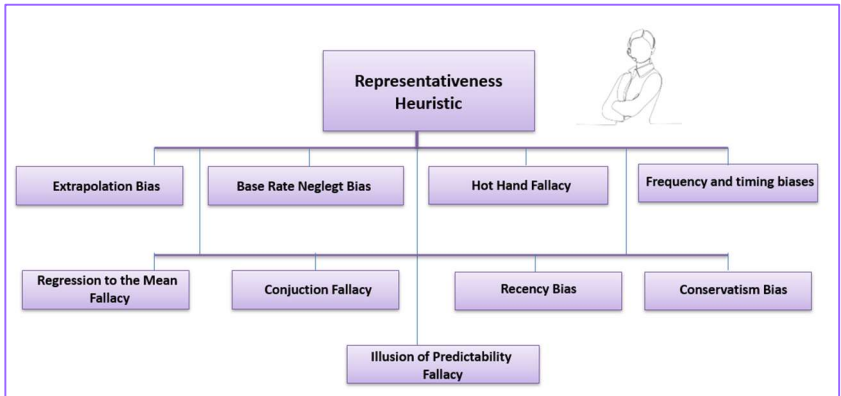 Representativeness
Heuristic
Extrapolation Bias
Base Rate Neglegt Bias
Hot Hand Fallacy
Frequency and timing biases
Regression to the Mean
Fallacy
Conjuction Fallacy
Recency Bias
Conservatism Bias
Illusion of Predictability
Fallacy